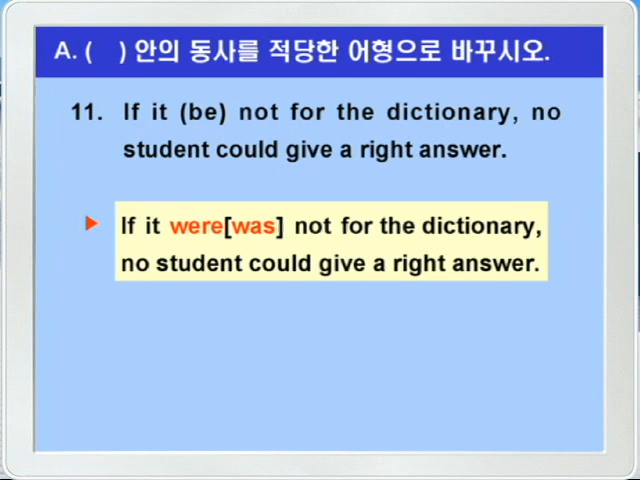 A. (    ) 안의 동사를 적당한 어형으로 바꾸시오.
11. If it (be) not for the dictionary, no
student could give a right answer.
If it were[was] not for the dictionary,
no student could give a right answer.